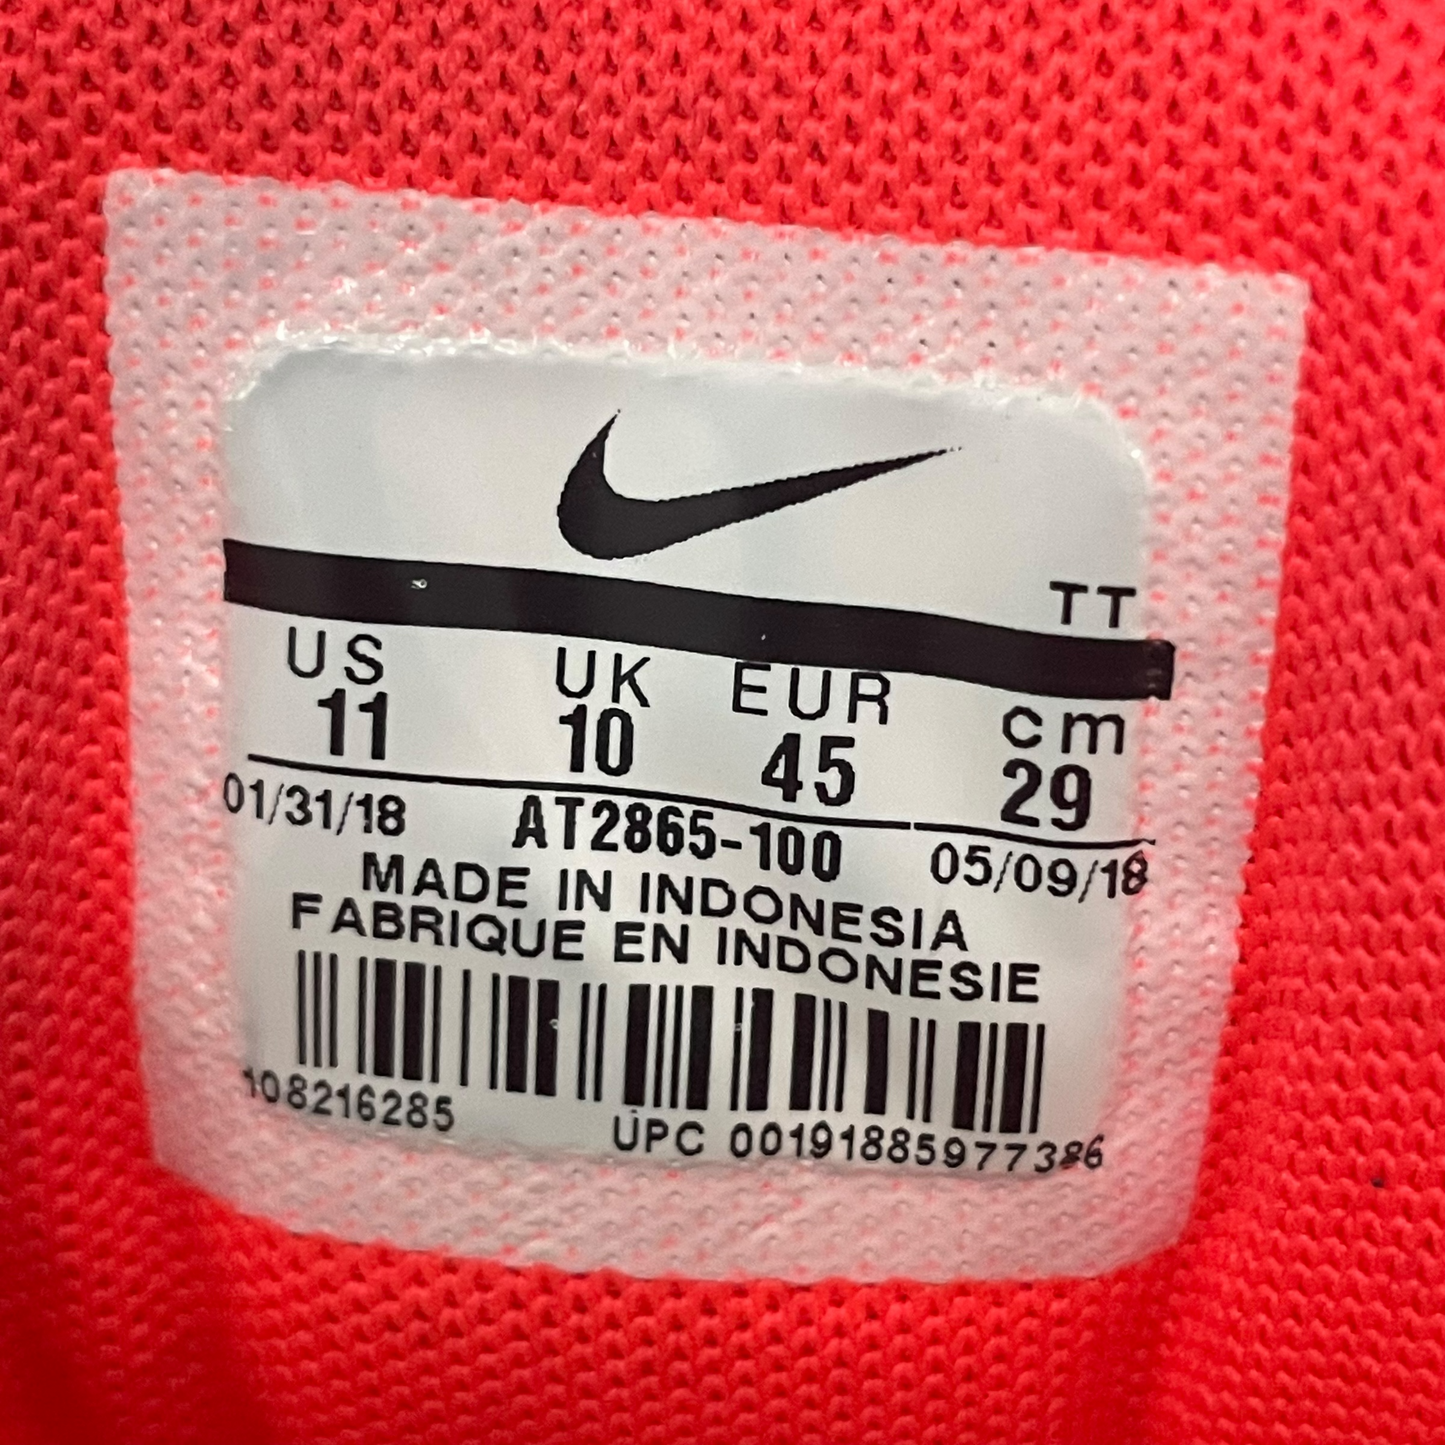 TT
US UK EUR cm
11 10 45 29
01/31/18 AT2865-100 05/09/18
MADE IN INDONESIA
FABRIQUE EN INDONESIE
108216285 UPC 00191885977386